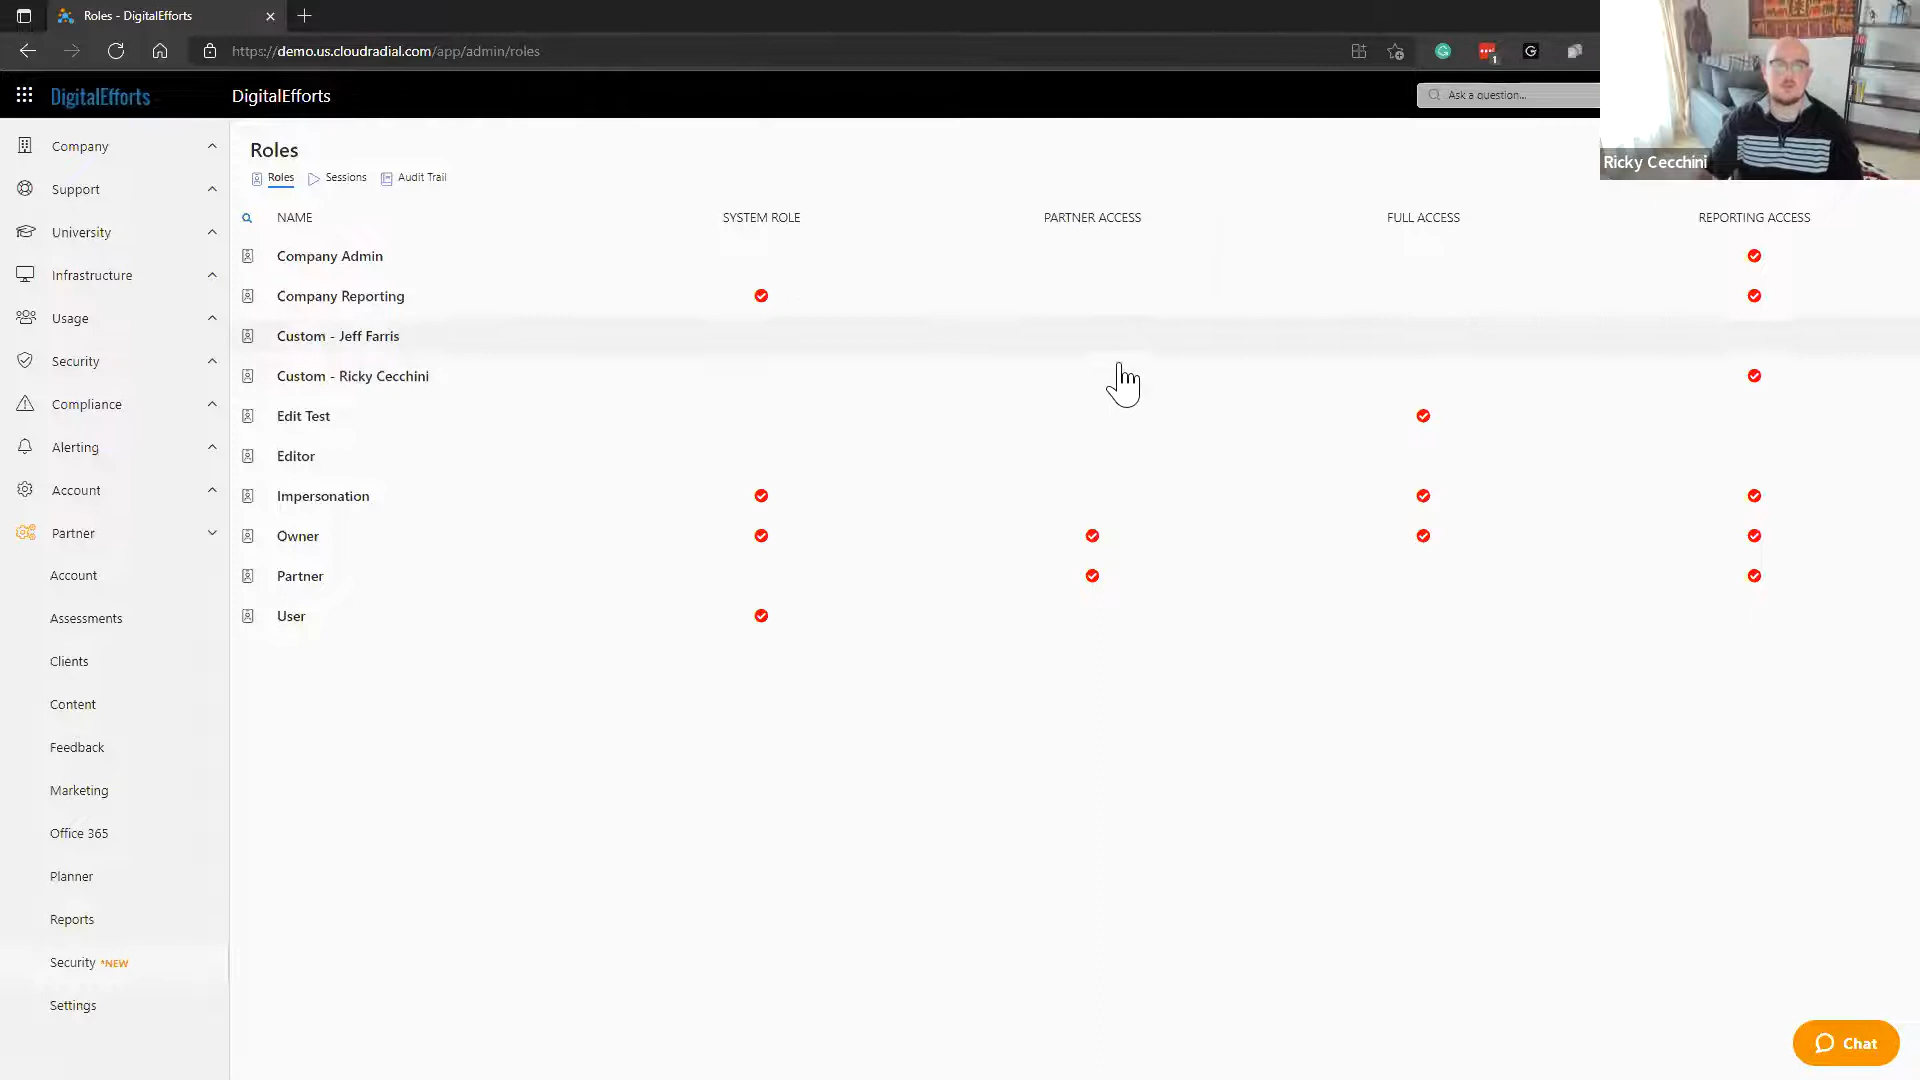 Roles - DigitalEfforts
https://demo.us.cloudradial.com/app/admin/roles
1
DigitalEfforts
DigitalEfforts
Ask a question...
Ricky Cecchini
Company
Support
University
Infrastructure
Usage
Security
Compliance
Alerting
Account
Partner
Account
Assessments
Clients
Content
Feedback
Marketing
Office 365
Planner
Reports
Security *NEW
Settings
Roles
Roles Sessions Audit Trail
NAME SYSTEM ROLE PARTNER ACCESS FULL ACCESS REPORTING ACCESS
Company Admin
Company Reporting
Custom - Jeff Farris
Custom - Ricky Cecchini
Edit Test
Editor
Impersonation
Owner
Partner
User
Chat